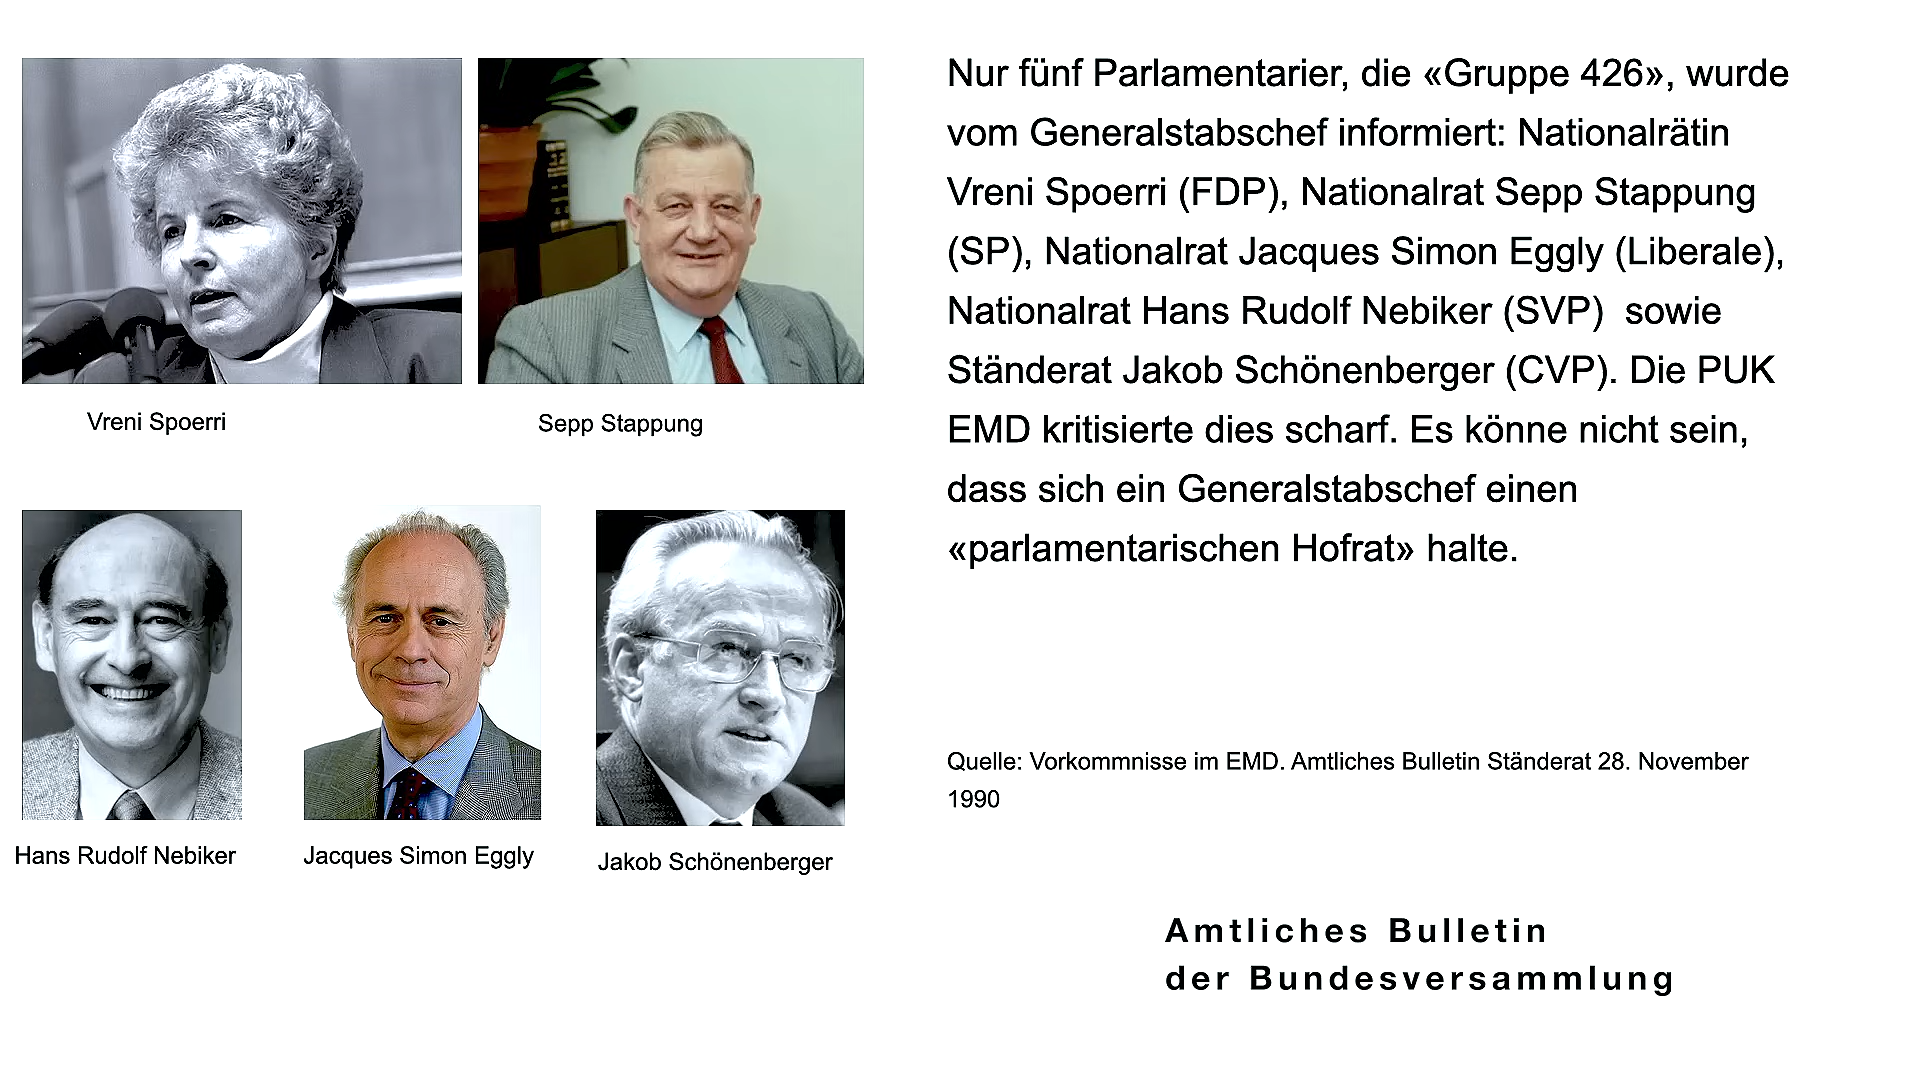 Vreni Spoerri
Sepp Stappung
Hans Rudolf Nebiker
Jacques Simon Eggly
Jakob Schönenberger
Nur fünf Parlamentarier, die «Gruppe 426», wurde
vom Generalstabschef informiert: Nationalrätin
Vreni Spoerri (FDP), Nationalrat Sepp Stappung
(SP), Nationalrat Jacques Simon Eggly (Liberale),
Nationalrat Hans Rudolf Nebiker (SVP)  sowie
Ständerat Jakob Schönenberger (CVP). Die PUK
EMD kritisierte dies scharf. Es könne nicht sein,
dass sich ein Generalstabschef einen
«parlamentarischen Hofrat» halte.
Quelle: Vorkommnisse im EMD. Amtliches Bulletin Ständerat 28. November
1990
Amtliches Bulletin
der Bundesversammlung